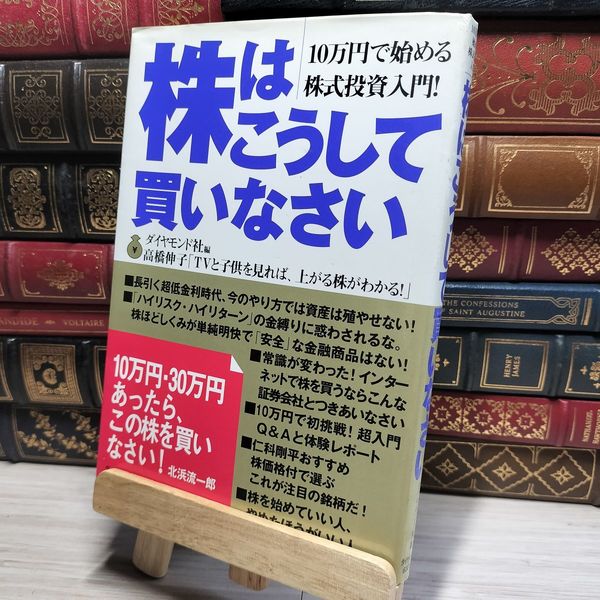 10万円で始める
株式投資入門!
株は
こうして
買いなさい
¥
ダイヤモンド社編
高橋伸子「TVと子供を見れば、上がる株がわかる!」
■長引く超低金利時代、今のやり方では資産は殖やせない!
■「ハイリスク・ハイリターン」の金縛りに惑わされるな。
株ほどしくみが単純明快で「安全」な金融商品はない!
■常識が変わった!インター
ネットで株を買うならこんな
証券会社とつきあいなさい
■10万円で初挑戦!超入門
Q&Aと体験レポート
■仁科剛平おすすめ
株価格付で選ぶ
これが注目の銘柄だ!
■株を始めていい人、
やめたほうがいい人
10万円・30万円
あったら、
この株を買い
なさい!
北浜流一郎
THE CONFESSIONS
SAINT AUGUSTINE
CANDIDE
VOLTAIRE
HENRY
JAMES
NATHANIEL
HAWTHORNE